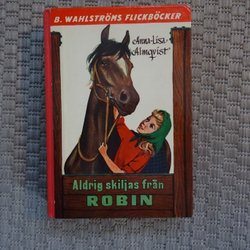 B. WAHLSTRÖMS FLICKBÖCKER
Anna-Lisa
Almqvist
Aldrig skiljas från
ROBIN